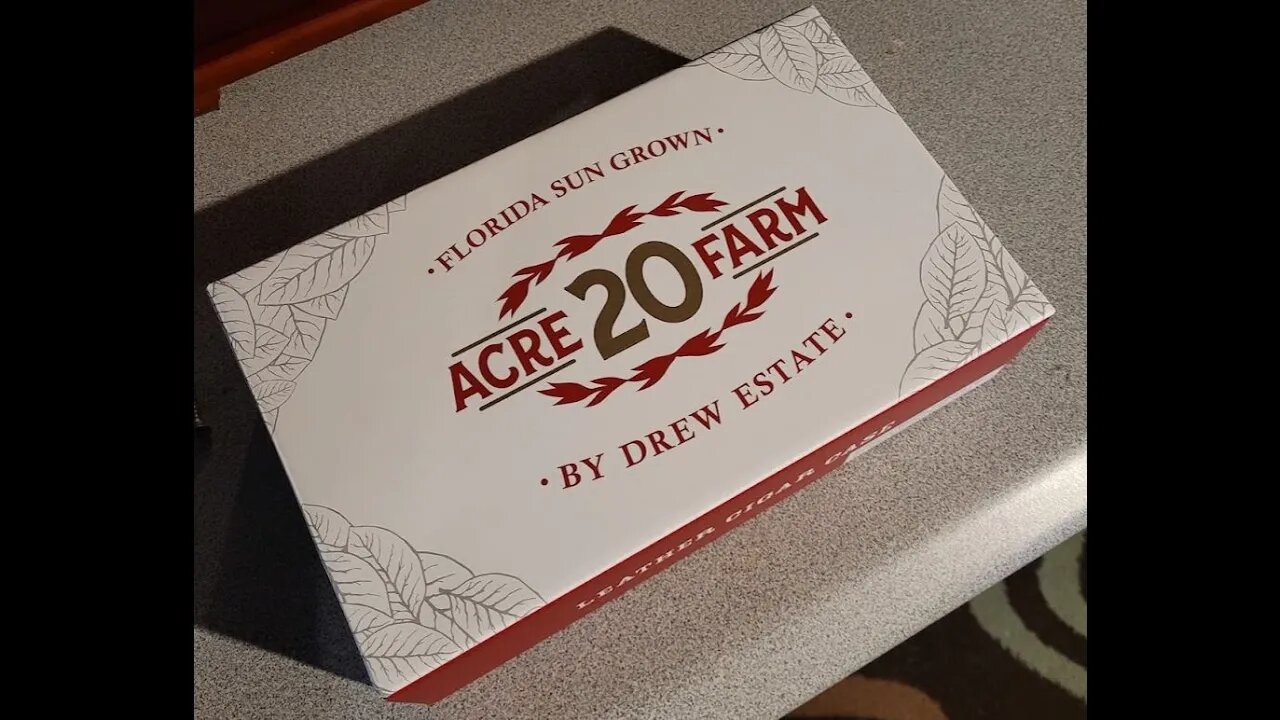 • FLORIDA SUN GROWN •
ACRE 20 FARM
• BY DREW ESTATE •
LEATHER CIGAR CASE